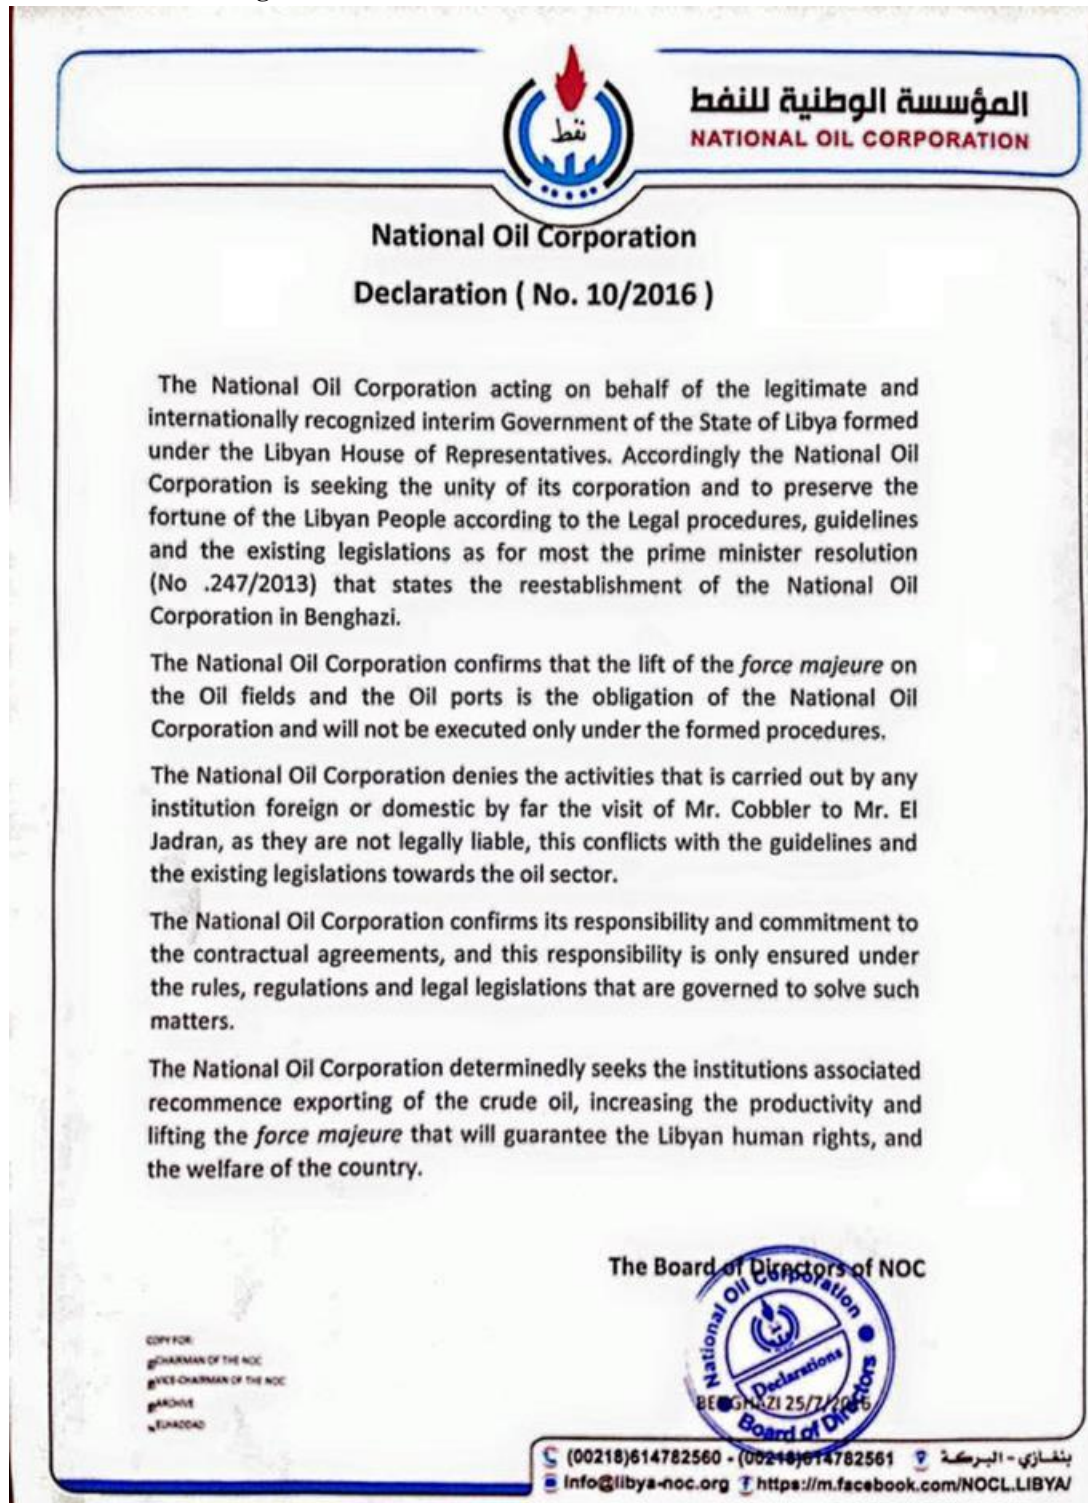 المؤسسة الوطنية للنفط
NATIONAL OIL CORPORATION
نفط
National Oil Corporation
Declaration ( No. 10/2016 )
The National Oil Corporation acting on behalf of the legitimate and
internationally recognized interim Government of the State of Libya formed
under the Libyan House of Representatives. Accordingly the National Oil
Corporation is seeking the unity of its corporation and to preserve the
fortune of the Libyan People according to the Legal procedures, guidelines
and the existing legislations as for most the prime minister resolution
(No .247/2013) that states the reestablishment of the National Oil
Corporation in Benghazi.
The National Oil Corporation confirms that the lift of the force majeure on
the Oil fields and the Oil ports is the obligation of the National Oil
Corporation and will not be executed only under the formed procedures.
The National Oil Corporation denies the activities that is carried out by any
institution foreign or domestic by far the visit of Mr. Cobbler to Mr. El
Jadran, as they are not legally liable, this conflicts with the guidelines and
the existing legislations towards the oil sector.
The National Oil Corporation confirms its responsibility and commitment to
the contractual agreements, and this responsibility is only ensured under
the rules, regulations and legal legislations that are governed to solve such
matters.
The National Oil Corporation determinedly seeks the institutions associated
recommence exporting of the crude oil, increasing the productivity and
lifting the force majeure that will guarantee the Libyan human rights, and
the welfare of the country.
The Board of Directors of NOC
National Oil Corporation
Declarations
Board of Directors
BENGHAZI 25/7/2016
COPY FOR:
CHAIRMAN OF THE NOC
VICE-CHAIRMAN OF THE NOC
ARCHIVE
ELHADDAD
(00218)614782560 - (00218)614782561 بنغازي - البركة
Info@libya-noc.org https://m.facebook.com/NOCL.LIBYA/